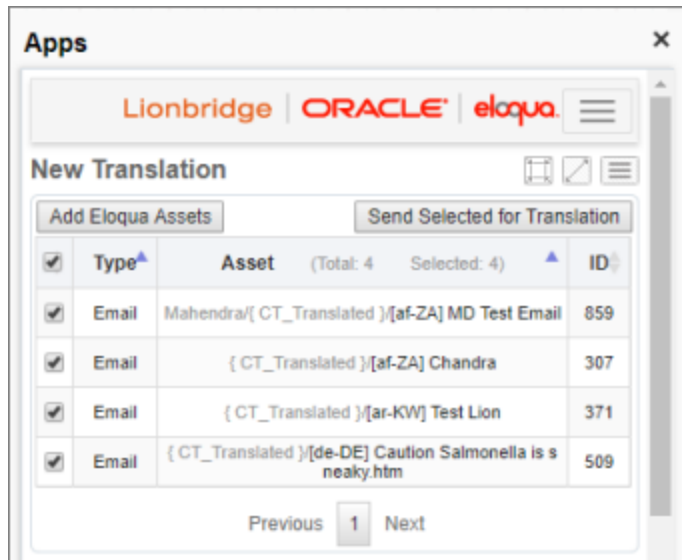 Apps
Lionbridge | ORACLE | eloqua.
New Translation
Add Eloqua Assets Send Selected for Translation
Type Asset (Total: 4 Selected: 4) ID
Email Mahendra/{ CT_Translated }/[af-ZA] MD Test Email 859
Email { CT_Translated }/[af-ZA] Chandra 307
Email { CT_Translated }/[ar-KW] Test Lion 371
Email { CT_Translated }/[de-DE] Caution Salmonella is s 509
neaky.htm
Previous 1 Next